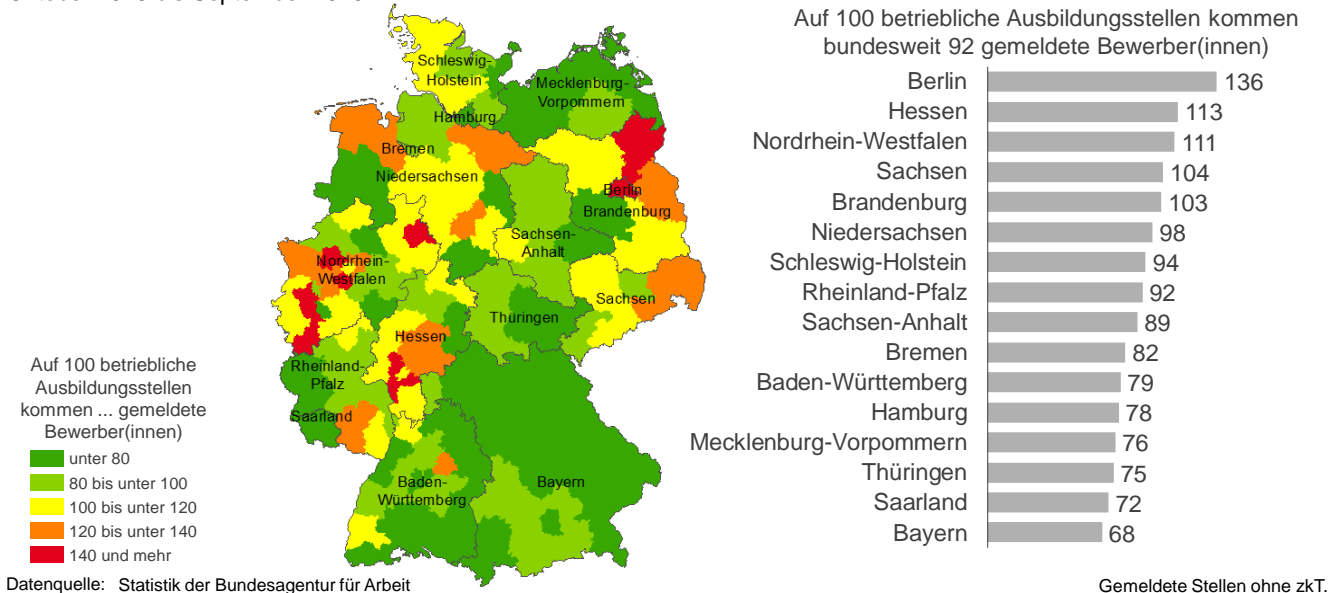 Auf 100 betriebliche Ausbildungsstellen kommen
bundesweit 92 gemeldete Bewerber(innen)
Schleswig-
Holstein
Mecklenburg-
Vorpommern
Hamburg
Bremen
Niedersachsen
Berlin
Brandenburg
Sachsen-
Anhalt
Nordrhein-
Westfalen
Sachsen
Thüringen
Hessen
Rheinland-
Pfalz
Saarland
Baden-
Württemberg
Bayern
Auf 100 betriebliche
Ausbildungsstellen
kommen ... gemeldete
Bewerber(innen)
unter 80
80 bis unter 100
100 bis unter 120
120 bis unter 140
140 und mehr
Berlin 136
Hessen 113
Nordrhein-Westfalen 111
Sachsen 104
Brandenburg 103
Niedersachsen 98
Schleswig-Holstein 94
Rheinland-Pfalz 92
Sachsen-Anhalt 89
Bremen 82
Baden-Württemberg 79
Hamburg 78
Mecklenburg-Vorpommern 76
Thüringen 75
Saarland 72
Bayern 68
Datenquelle: Statistik der Bundesagentur für Arbeit
Gemeldete Stellen ohne zkT.